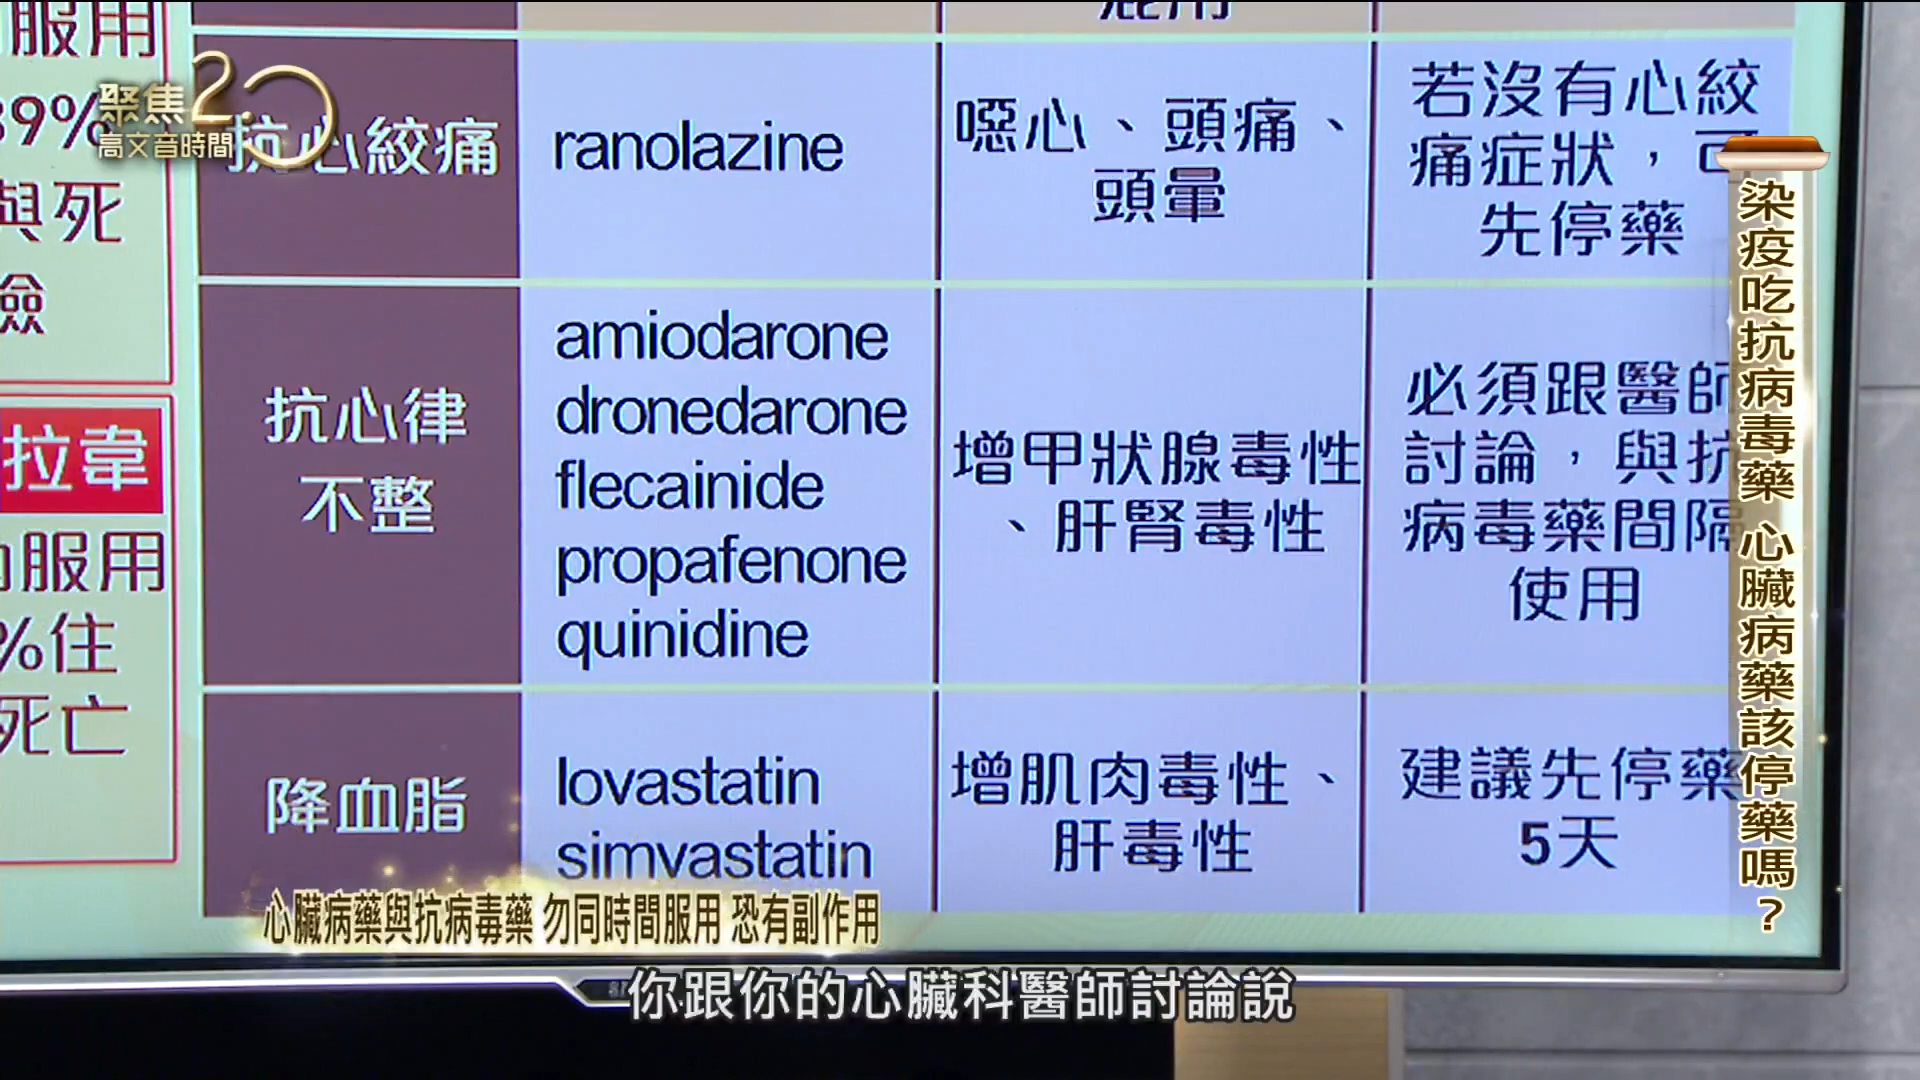 混用
服用
39%
與死
險
拉韋
內服用
%住
死亡
聚焦2.0
高文音時間
抗心絞痛
ranolazine
噁心、頭痛、
頭暈
若沒有心絞
痛症狀，可
先停藥
抗心律
不整
amiodarone
dronedarone
flecainide
propafenone
quinidine
增甲狀腺毒性
、肝腎毒性
必須跟醫師
討論，與抗
病毒藥間隔
使用
降血脂
lovastatin
simvastatin
增肌肉毒性、
肝毒性
建議先停藥
5天
染疫吃抗病毒藥 心臟病藥該停藥嗎?
心臟病藥與抗病毒藥 勿同時間服用 恐有副作用
你跟你的心臟科醫師討論說